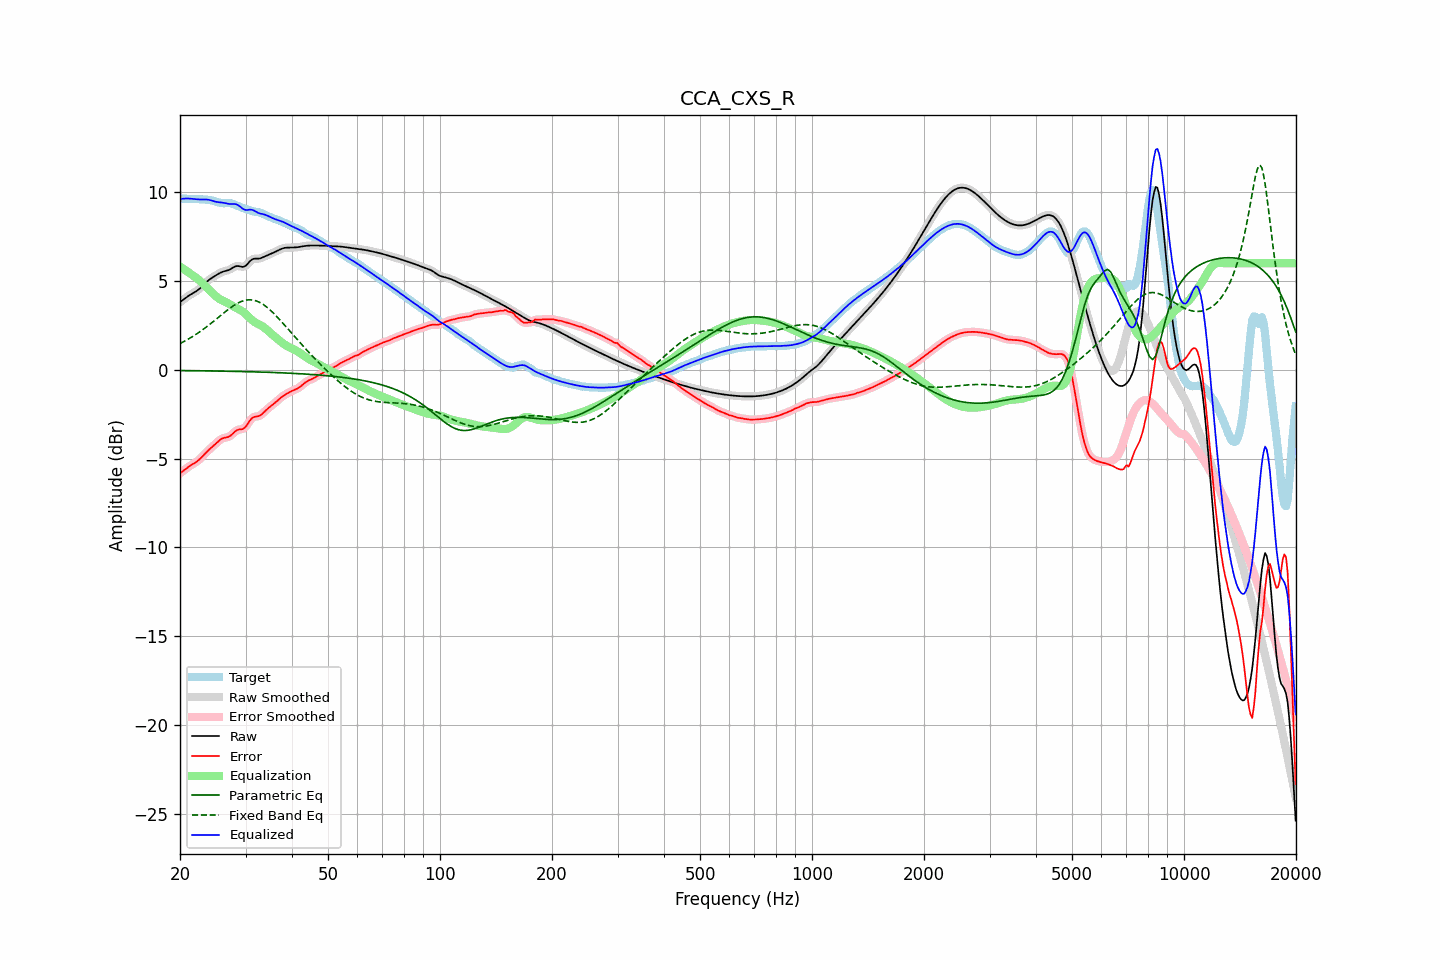 CCA_CXS_R
Amplitude (dBr)
10
5
0
−5
−10
−15
−20
−25
Target
Raw Smoothed
Error Smoothed
Raw
Error
Equalization
Parametric Eq
Fixed Band Eq
Equalized
20 50 100 200 500 1000 2000 5000 10000 20000
Frequency (Hz)